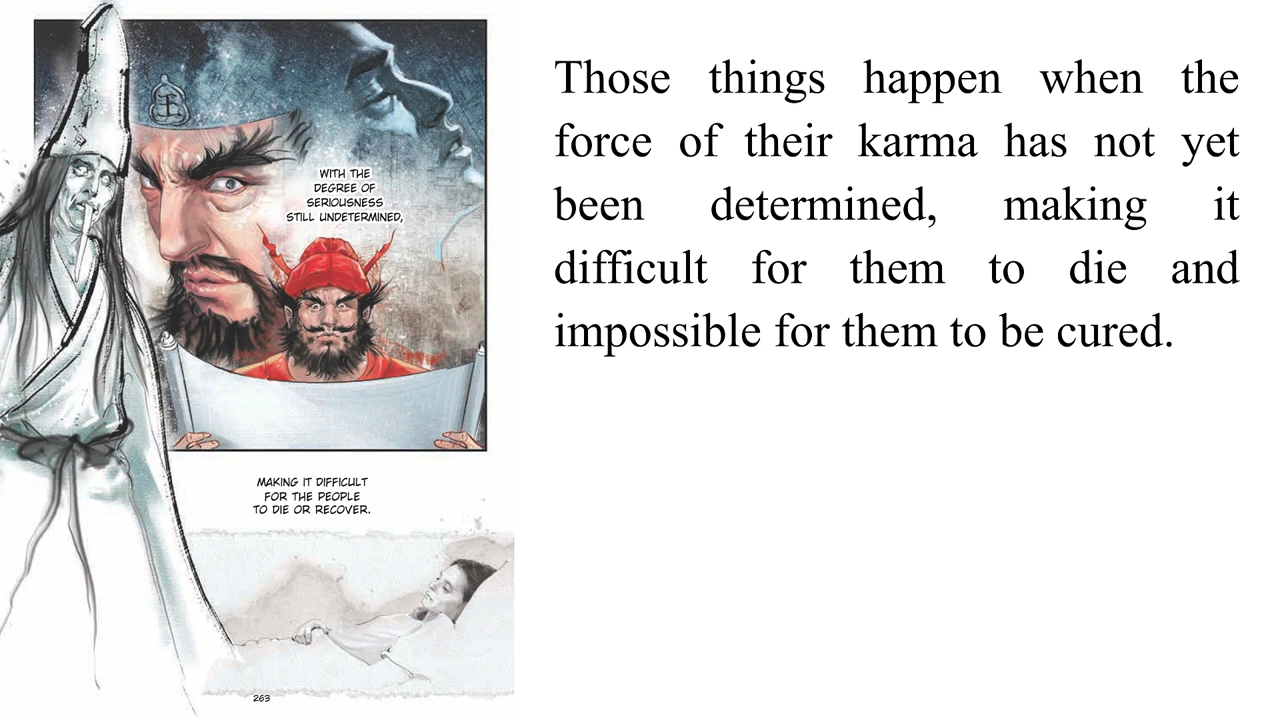 WITH THE
DEGREE OF
SERIOUSNESS
STILL UNDETERMINED,
MAKING IT DIFFICULT
FOR THE PEOPLE
TO DIE OR RECOVER.
263
Those things happen when the
force of their karma has not yet
been determined, making it
difficult for them to die and
impossible for them to be cured.